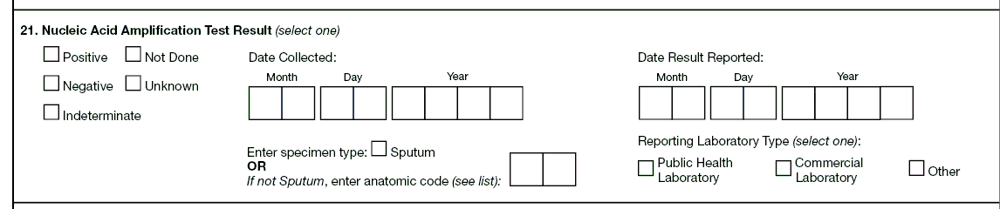 21. Nucleic Acid Amplification Test Result (select one)
Positive
Not Done
Negative
Unknown
Indeterminate
Date Collected:
Month Day Year
Enter specimen type: Sputum
OR
If not Sputum, enter anatomic code (see list):
Date Result Reported:
Month Day Year
Reporting Laboratory Type (select one):
Public Health
Laboratory
Commercial
Laboratory
Other